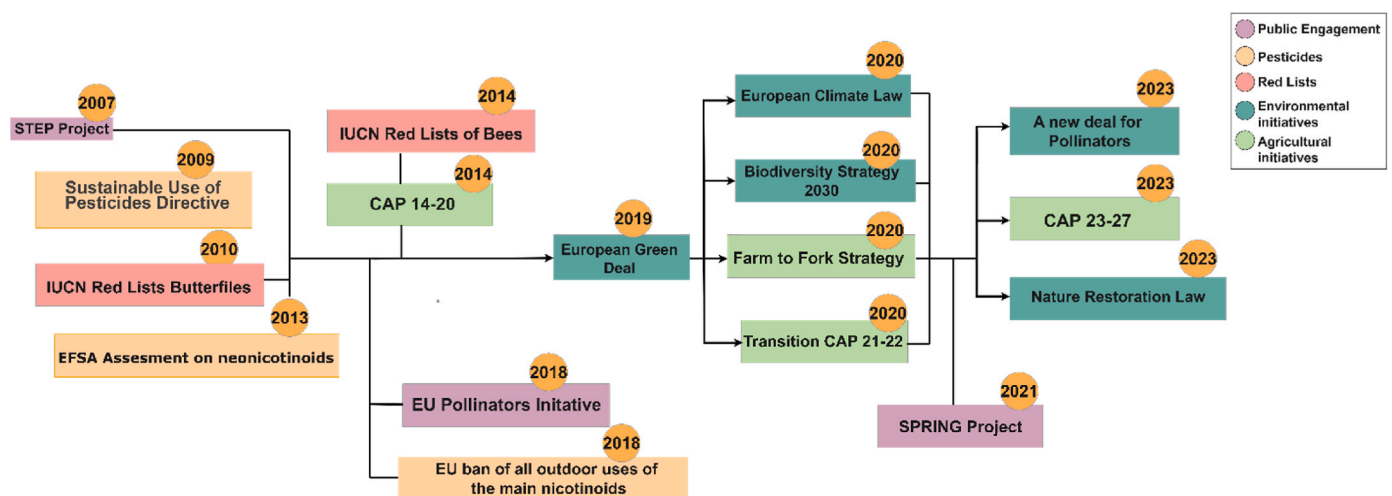 2007
STEP Project
2009
Sustainable Use of
Pesticides Directive
2010
IUCN Red Lists Butterfiles
2013
EFSA Assesment on neonicotinoids
2014
IUCN Red Lists of Bees
2014
CAP 14-20
2018
EU Pollinators Initative
2018
EU ban of all outdoor uses of
the main nicotinoids
2019
European Green
Deal
2020
European Climate Law
2020
Biodiversity Strategy
2030
2020
Farm to Fork Strategy
2020
Transition CAP 21-22
2021
SPRING Project
2023
A new deal for
Pollinators
2023
CAP 23-27
2023
Nature Restoration Law
Public Engagement
Pesticides
Red Lists
Environmental
initiatives
Agricultural
initiatives